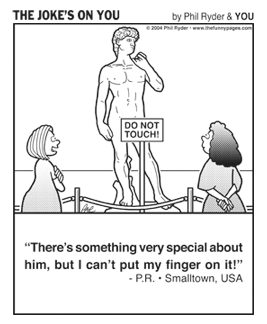 THE JOKE'S ON YOU by Phil Ryder & YOU
© 2004 Phil Ryder • www.thefunnypages.com
DO NOT
TOUCH!
“There’s something very special about
him, but I can’t put my finger on it!”
- P.R. • Smalltown, USA